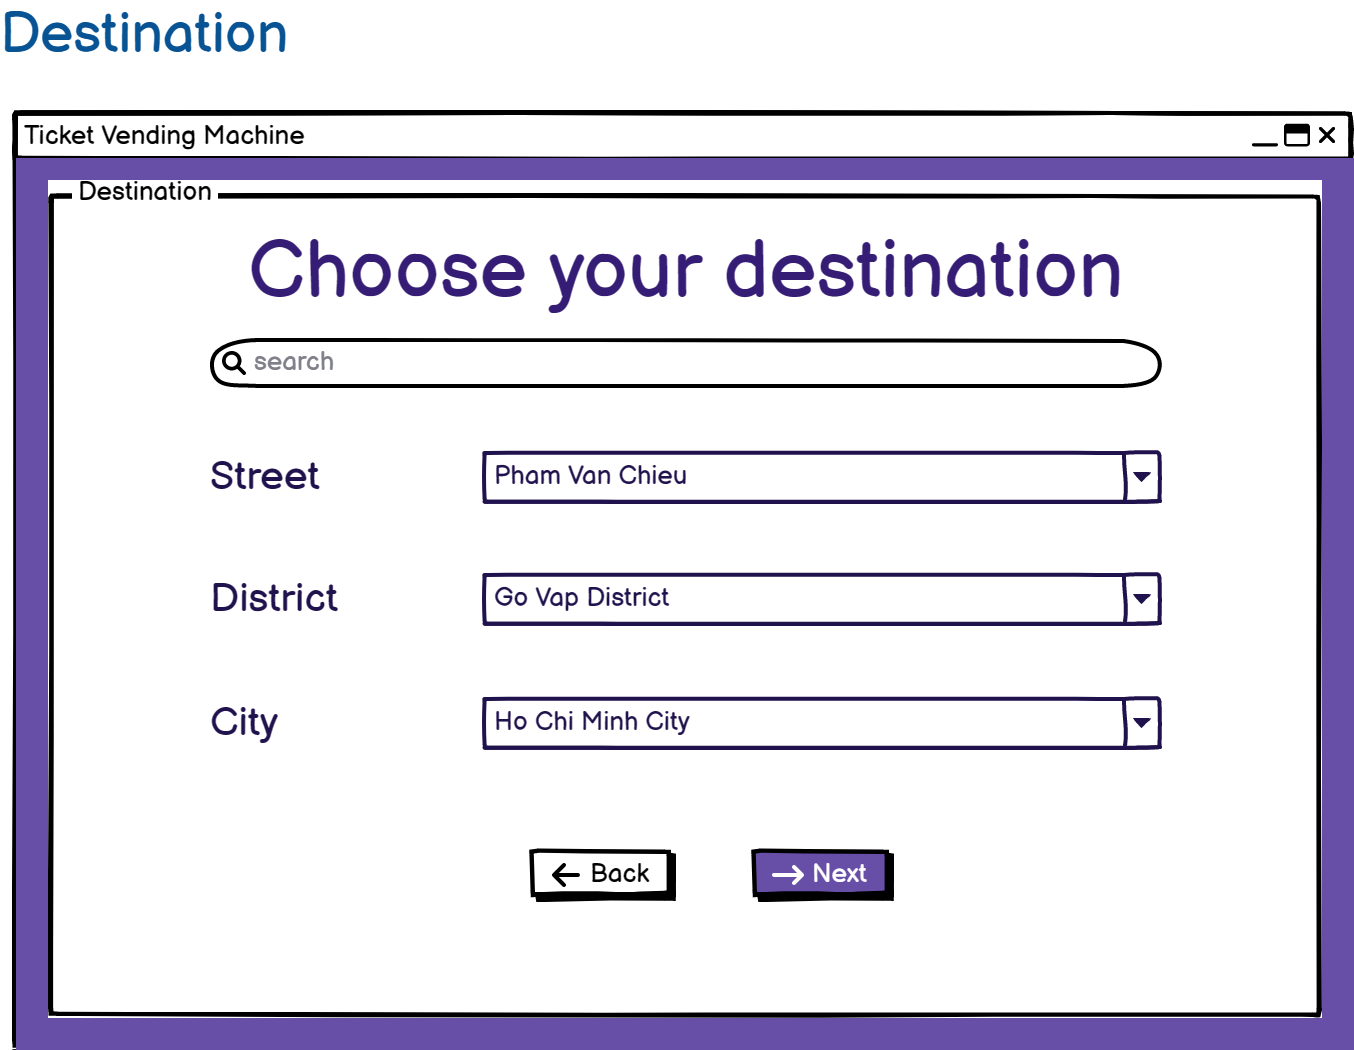 Destination
Ticket Vending Machine
Destination
Choose your destination
search
Street
Pham Van Chieu
District
Go Vap District
City
Ho Chi Minh City
Back
Next